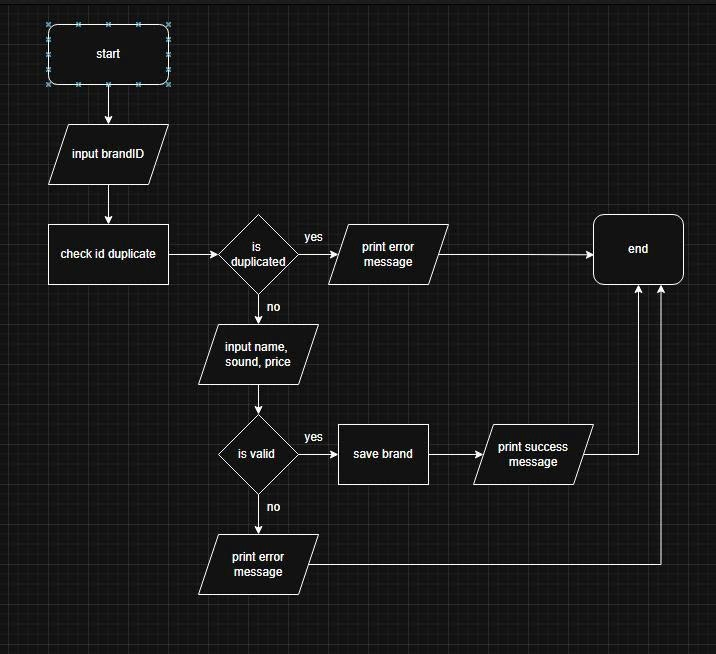 start
input brandID
check id duplicate
is
duplicated
yes
print error
message
end
no
input name,
sound, price
is valid
yes
save brand
print success
message
no
print error
message